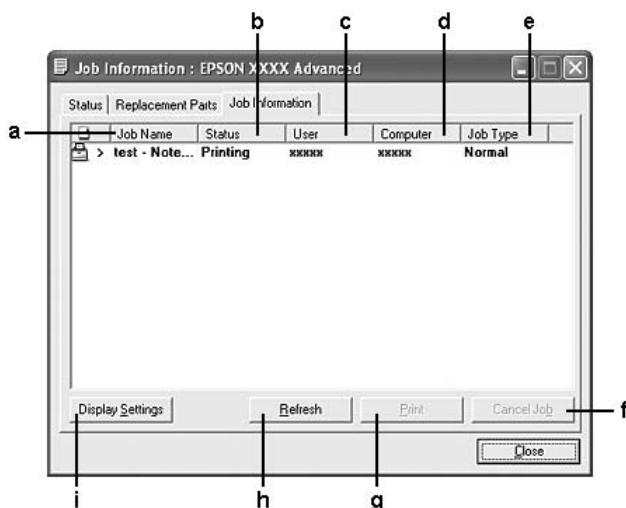 b c d e
Job Information : EPSON XXXX Advanced
Status Replacement Parts Job Information
a Job Name Status User Computer Job Type
> test - Note... Printing xxxxx xxxxx Normal
Display Settings Refresh Print Cancel Job f
Close
i h g